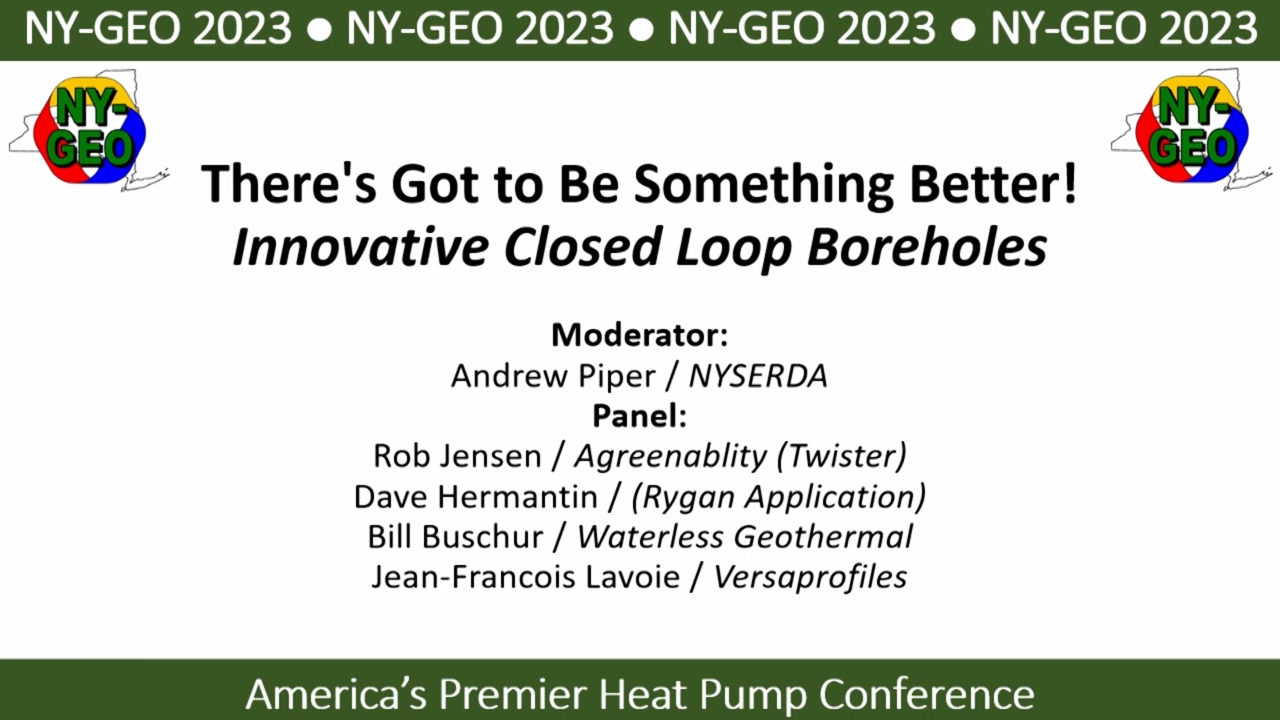 NY-GEO 2023 ● NY-GEO 2023 ● NY-GEO 2023 ● NY-GEO 2023
NY-
GEO
NY-
GEO
There's Got to Be Something Better!
Innovative Closed Loop Boreholes
Moderator:
Andrew Piper / NYSERDA
Panel:
Rob Jensen / Agreenablity (Twister)
Dave Hermantin / (Rygan Application)
Bill Buschur / Waterless Geothermal
Jean-Francois Lavoie / Versaprofiles
America’s Premier Heat Pump Conference